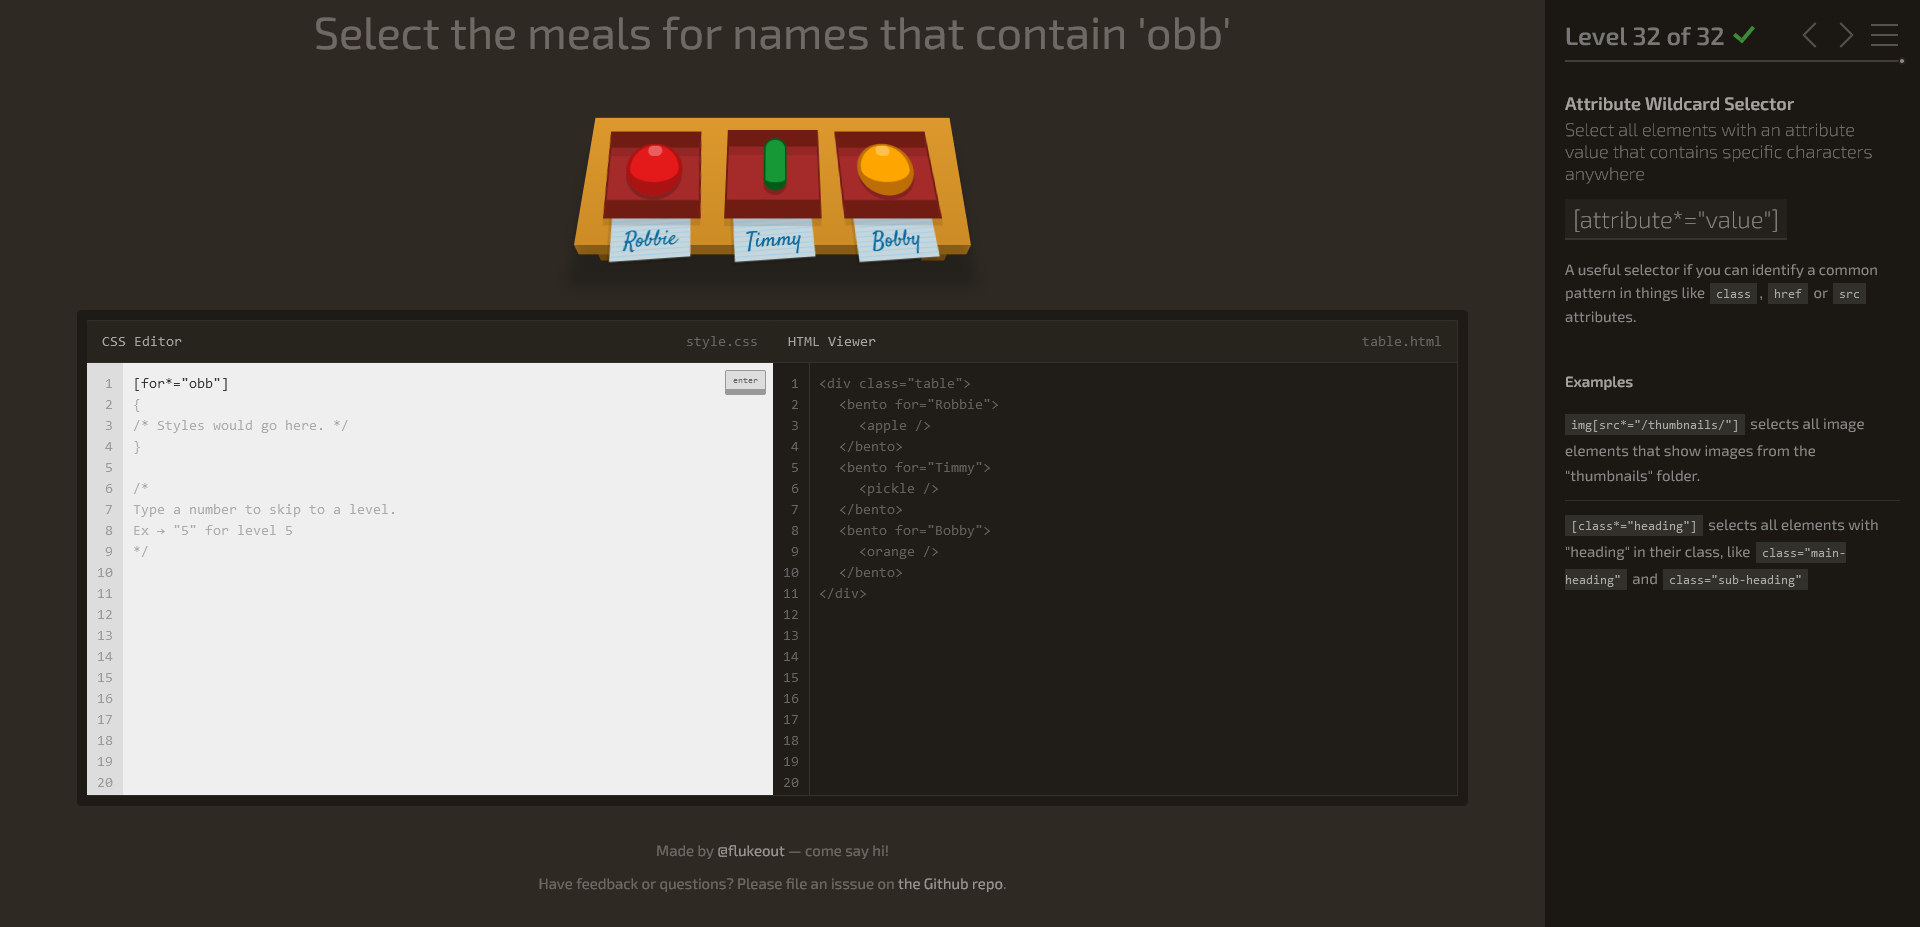 Select the meals for names that contain 'obb'
Robbie
Timmy
Bobby
CSS Editor
style.css
1 [for*="obb"]
enter
2 {
3 /* Styles would go here. */
4 }
5
6 /*
7 Type a number to skip to a level.
8 Ex → "5" for level 5
9 */
10
11
12
13
14
15
16
17
18
19
20
HTML Viewer
table.html
1 <div class="table">
2 <bento for="Robbie">
3 <apple />
4 </bento>
5 <bento for="Timmy">
6 <pickle />
7 </bento>
8 <bento for="Bobby">
9 <orange />
10 </bento>
11 </div>
12
13
14
15
16
17
18
19
20
Made by @flukeout — come say hi!
Have feedback or questions? Please file an isssue on the Github repo.
Level 32 of 32
Attribute Wildcard Selector
Select all elements with an attribute
value that contains specific characters
anywhere
[attribute*="value"]
A useful selector if you can identify a common
pattern in things like class , href or src
attributes.
Examples
img[src*="/thumbnails/"] selects all image
elements that show images from the
"thumbnails" folder.
[class*="heading"] selects all elements with
"heading" in their class, like class="main-
heading" and class="sub-heading"